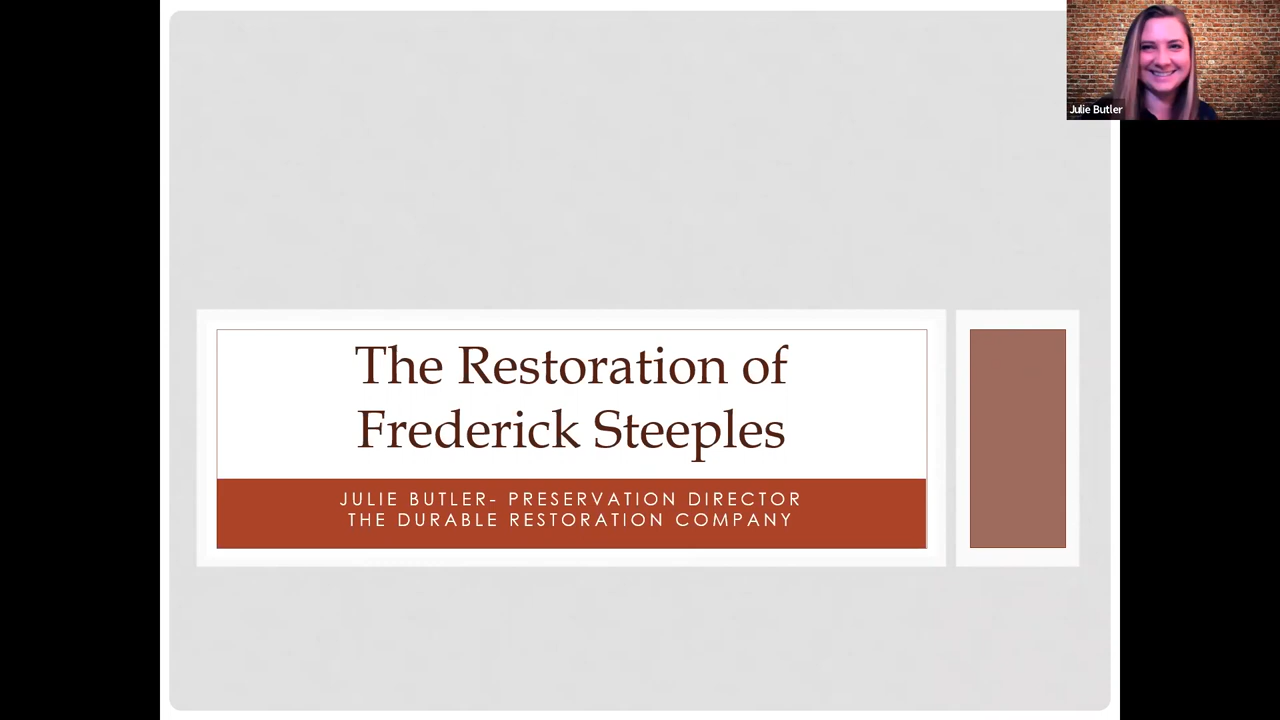 Julie Butler
The Restoration of
Frederick Steeples
JULIE BUTLER- PRESERVATION DIRECTOR
THE DURABLE RESTORATION COMPANY